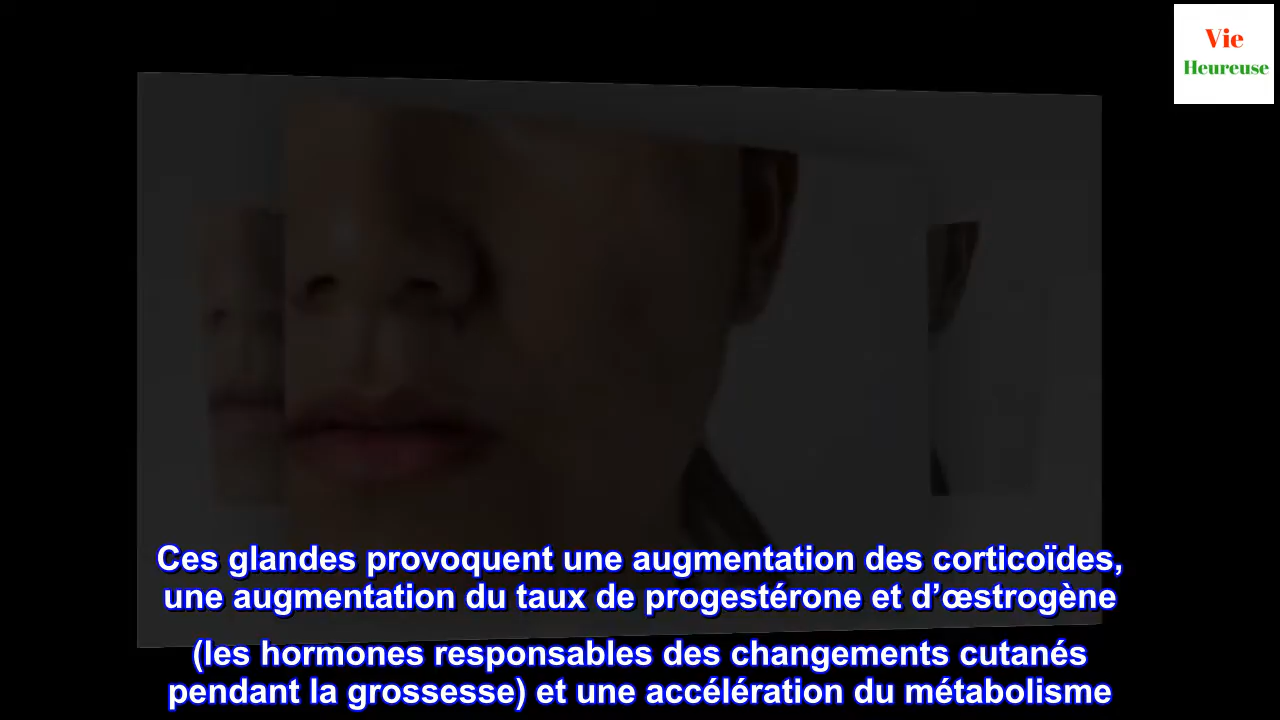 Vie
Heureuse
Ces glandes provoquent une augmentation des corticoïdes,
une augmentation du taux de progestérone et d’œstrogène
(les hormones responsables des changements cutanés
pendant la grossesse) et une accélération du métabolisme